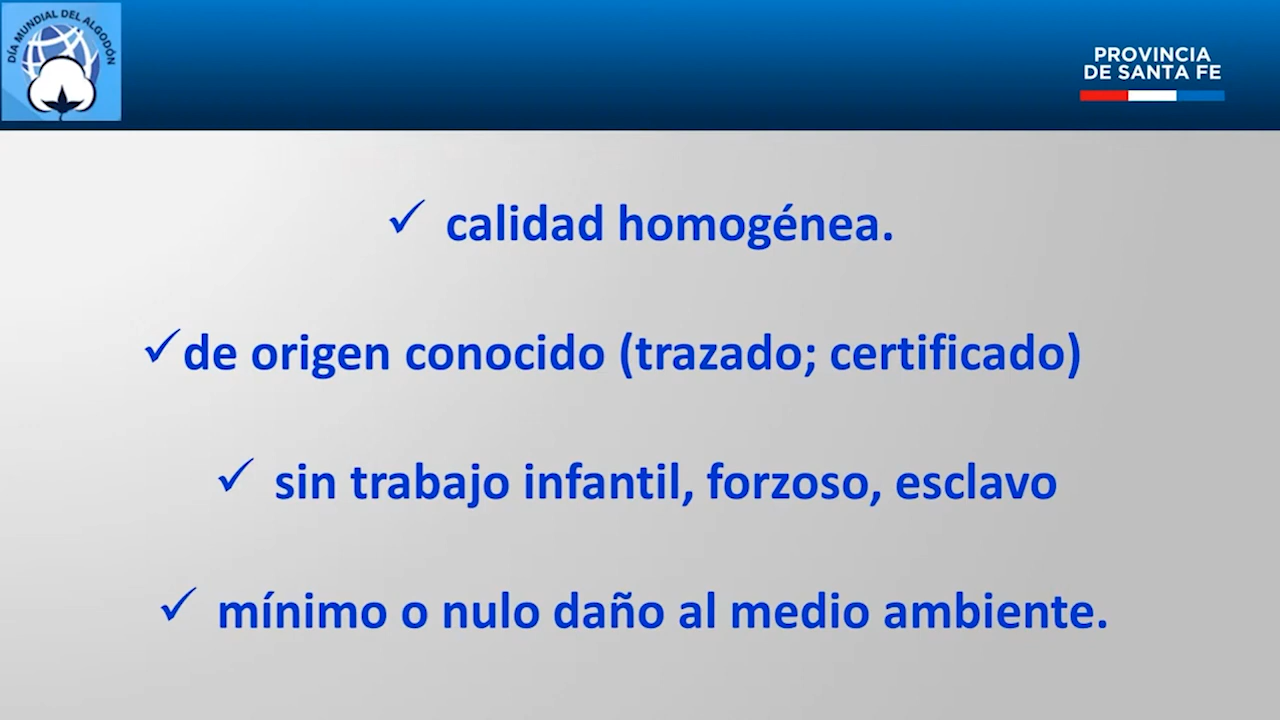 DÍA MUNDIAL DEL ALGODÓN
PROVINCIA
DE SANTA FE
✓ calidad homogénea.
✓de origen conocido (trazado; certificado)
✓ sin trabajo infantil, forzoso, esclavo
✓ mínimo o nulo daño al medio ambiente.